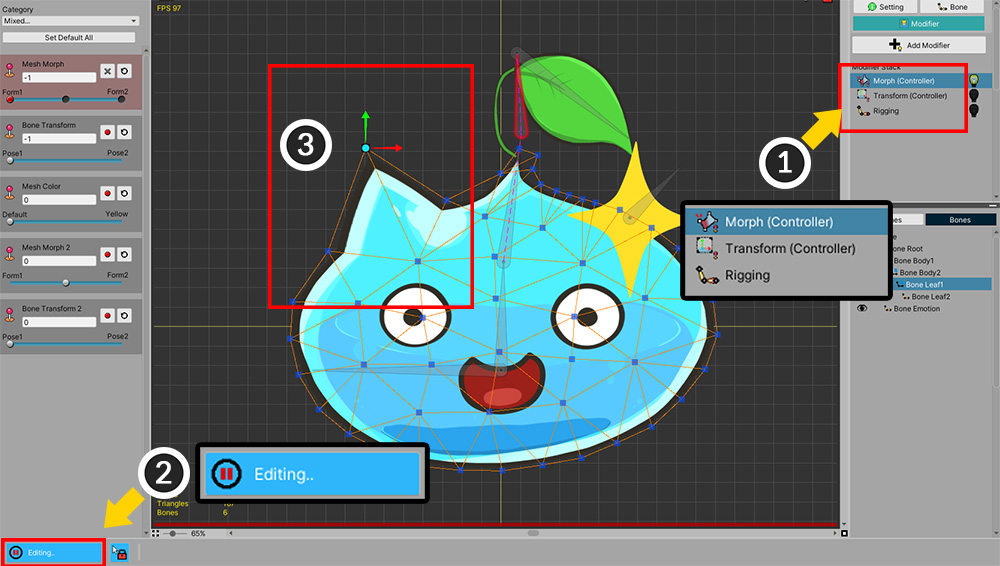 Category
Mixed...
Set Default All
Mesh Morph
-1
Form1
Form2
Bone Transform
-1
Pose1
Pose2
Mesh Color
0
Default
Yellow
Mesh Morph 2
0
Form1
Form2
Bone Transform 2
0
Pose1
Pose2
FPS 97
3
2
Editing..
Triangles
Bones
6
65%
Editing..
Setting
Bone
Modifier
Add Modifier
Modifier Stack
Morph (Controller)
Transform (Controller)
Rigging
1
Morph (Controller)
Transform (Controller)
Rigging
Bones
Bone Body1
Bone Body2
Bone Leaf1
Bone Leaf2
Bone Emotion